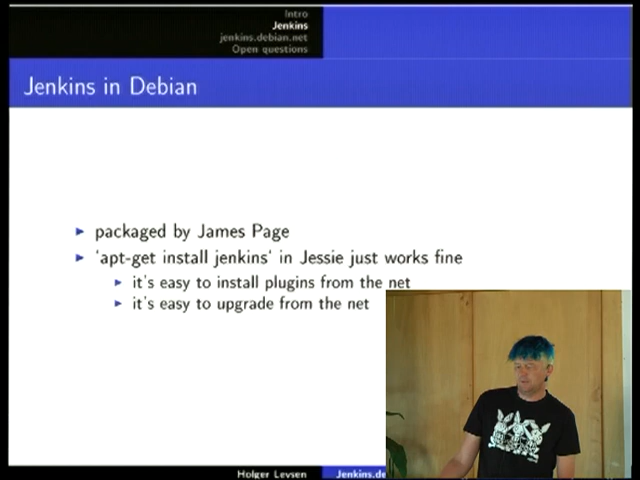 Intro
Jenkins
jenkins.debian.net
Open questions
Jenkins in Debian
packaged by James Page
‘apt-get install jenkins‘ in Jessie just works fine
it's easy to install plugins from the net
it's easy to upgrade from the net
Holger Levsen
Jenkins.de